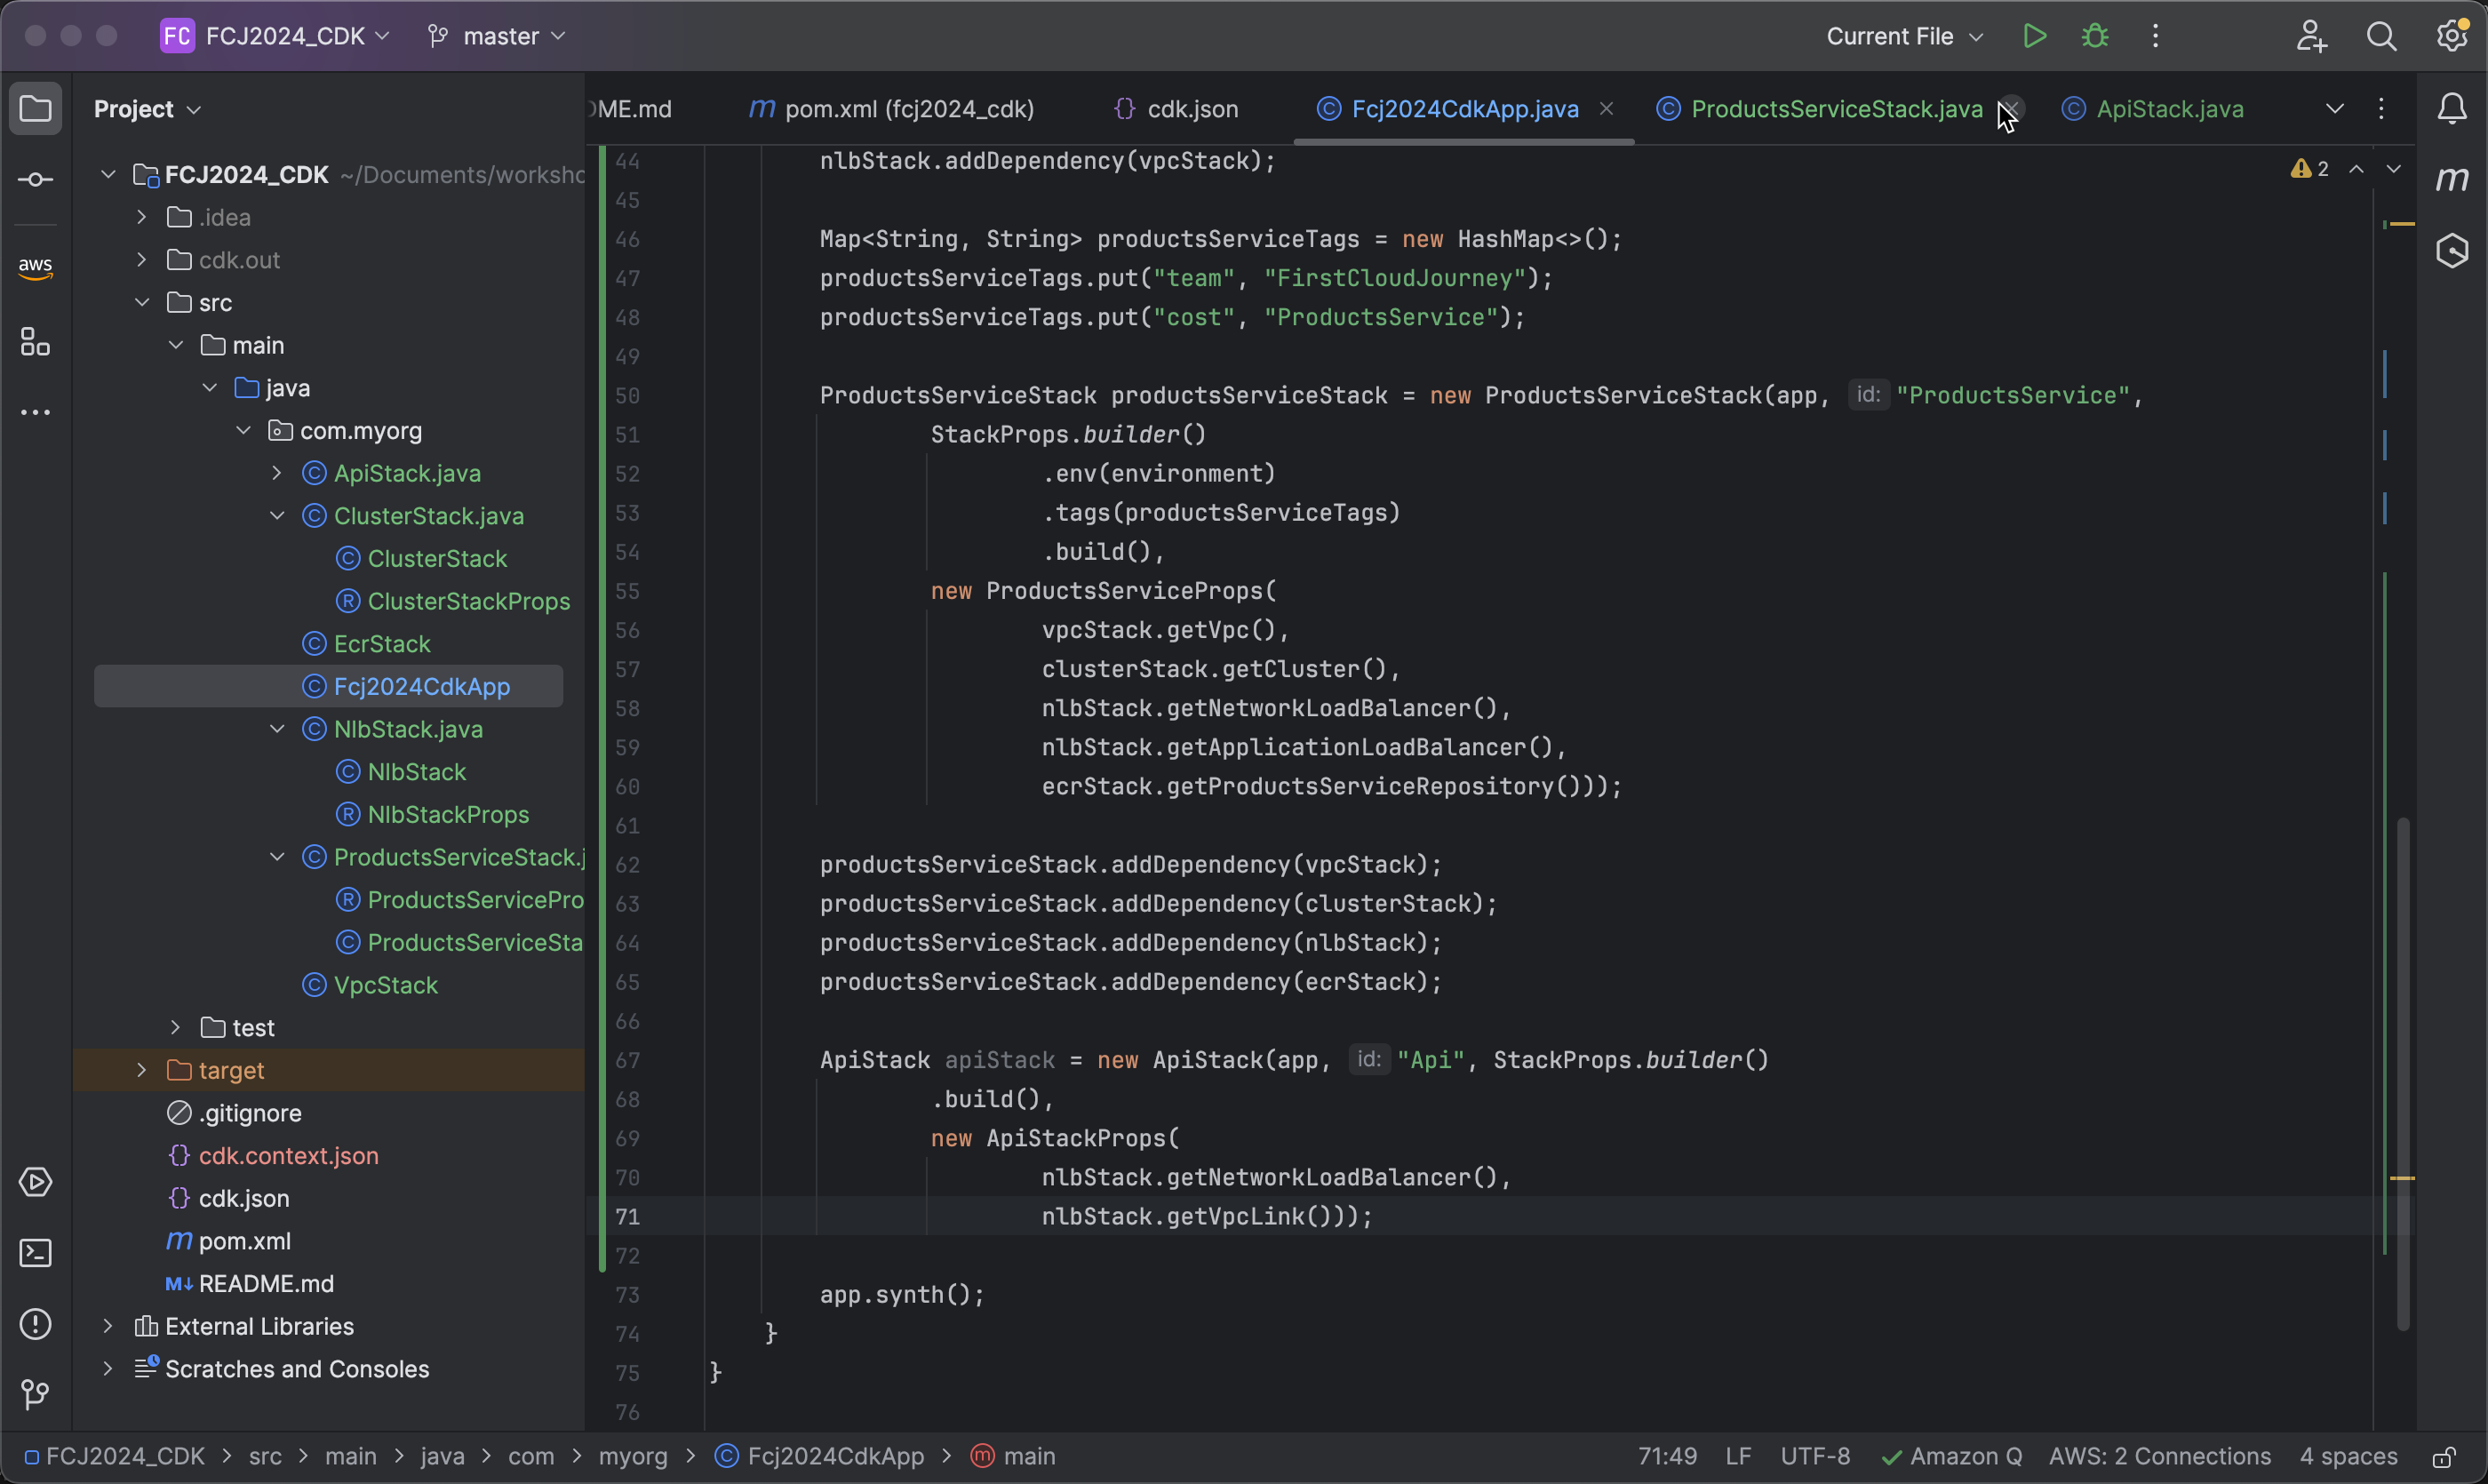 FC FCJ2024_CDK master Current File
Project
ME.md pom.xml (fcj2024_cdk) cdk.json Fcj2024CdkApp.java ProductsServiceStack.java ApiStack.java
aws
FCJ2024_CDK ~/Documents/worksho
.idea
cdk.out
src
main
java
com.myorg
ApiStack.java
ClusterStack.java
ClusterStack
ClusterStackProps
EcrStack
Fcj2024CdkApp
NlbStack.java
NlbStack
NlbStackProps
ProductsServiceStack.j
ProductsServicePro
ProductsServiceSta
VpcStack
test
target
.gitignore
cdk.context.json
cdk.json
pom.xml
README.md
External Libraries
Scratches and Consoles
2
44 nlbStack.addDependency(vpcStack);
45
46 Map<String, String> productsServiceTags = new HashMap<>();
47 productsServiceTags.put("team", "FirstCloudJourney");
48 productsServiceTags.put("cost", "ProductsService");
49
50 ProductsServiceStack productsServiceStack = new ProductsServiceStack(app, id: "ProductsService",
51 StackProps.builder()
52 .env(environment)
53 .tags(productsServiceTags)
54 .build(),
55 new ProductsServiceProps(
56 vpcStack.getVpc(),
57 clusterStack.getCluster(),
58 nlbStack.getNetworkLoadBalancer(),
59 nlbStack.getApplicationLoadBalancer(),
60 ecrStack.getProductsServiceRepository()));
61
62 productsServiceStack.addDependency(vpcStack);
63 productsServiceStack.addDependency(clusterStack);
64 productsServiceStack.addDependency(nlbStack);
65 productsServiceStack.addDependency(ecrStack);
66
67 ApiStack apiStack = new ApiStack(app, id: "Api", StackProps.builder()
68 .build(),
69 new ApiStackProps(
70 nlbStack.getNetworkLoadBalancer(),
71 nlbStack.getVpcLink()));
72
73 app.synth();
74 }
75 }
76
FCJ2024_CDK > src > main > java > com > myorg > Fcj2024CdkApp > main 71:49 LF UTF-8 Amazon Q AWS: 2 Connections 4 spaces